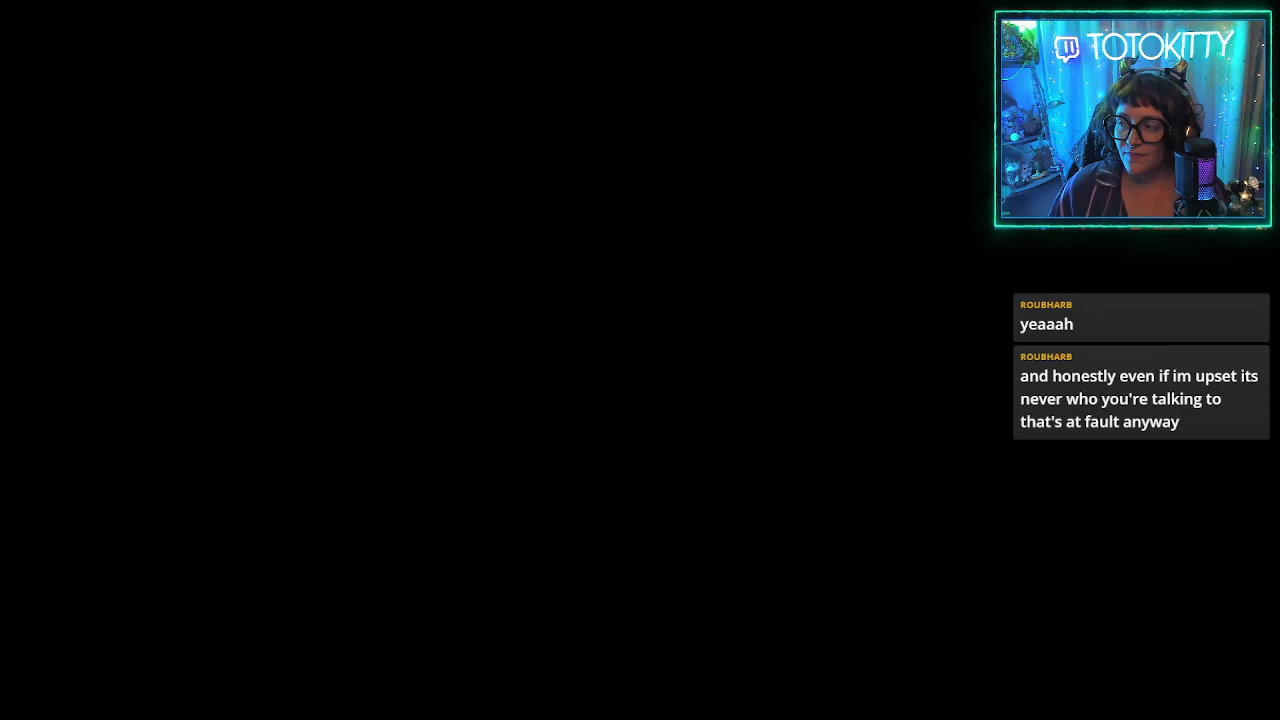 TOTOKITTY
ROUBHARB
yeaaah
ROUBHARB
and honestly even if im upset its
never who you're talking to
that's at fault anyway